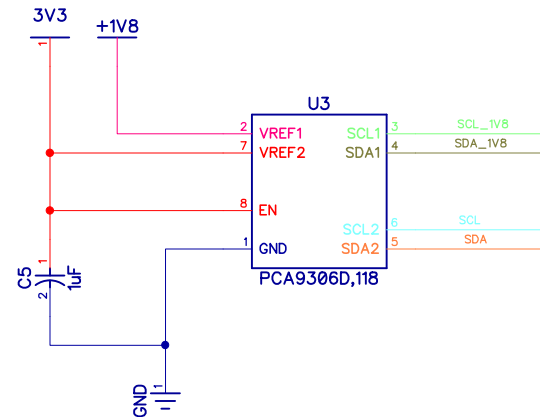 3V3
+1V8
1
U3
2 VREF1 SCL1 3 SCL_1V8
7 VREF2 SDA1 4 SDA_1V8
8 EN
SCL2 6 SCL
1 GND SDA2 5 SDA
PCA9306D,118
1
C5 1uF
2
GND 1